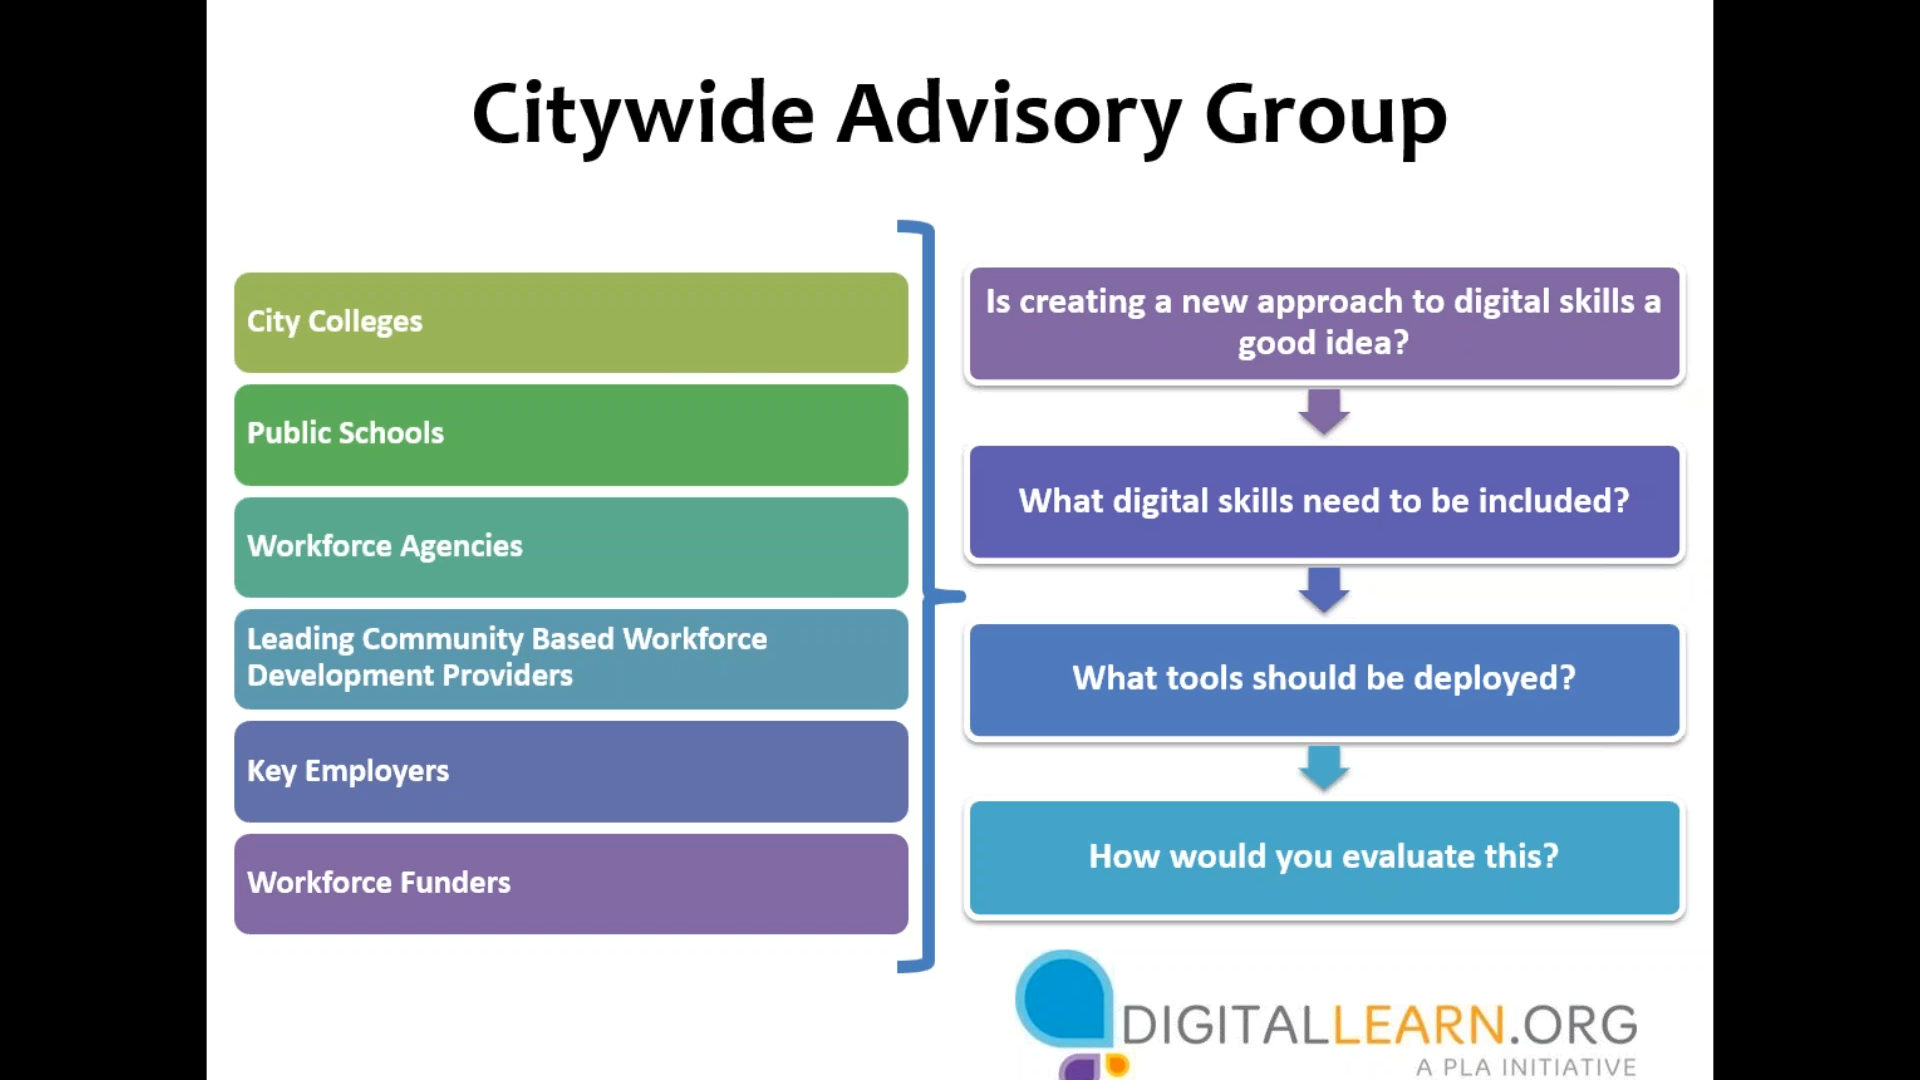 Citywide Advisory Group
City Colleges
Public Schools
Workforce Agencies
Leading Community Based Workforce
Development Providers
Key Employers
Workforce Funders
Is creating a new approach to digital skills a
good idea?
What digital skills need to be included?
What tools should be deployed?
How would you evaluate this?
DIGITALLEARN.ORG
A PLA INITIATIVE